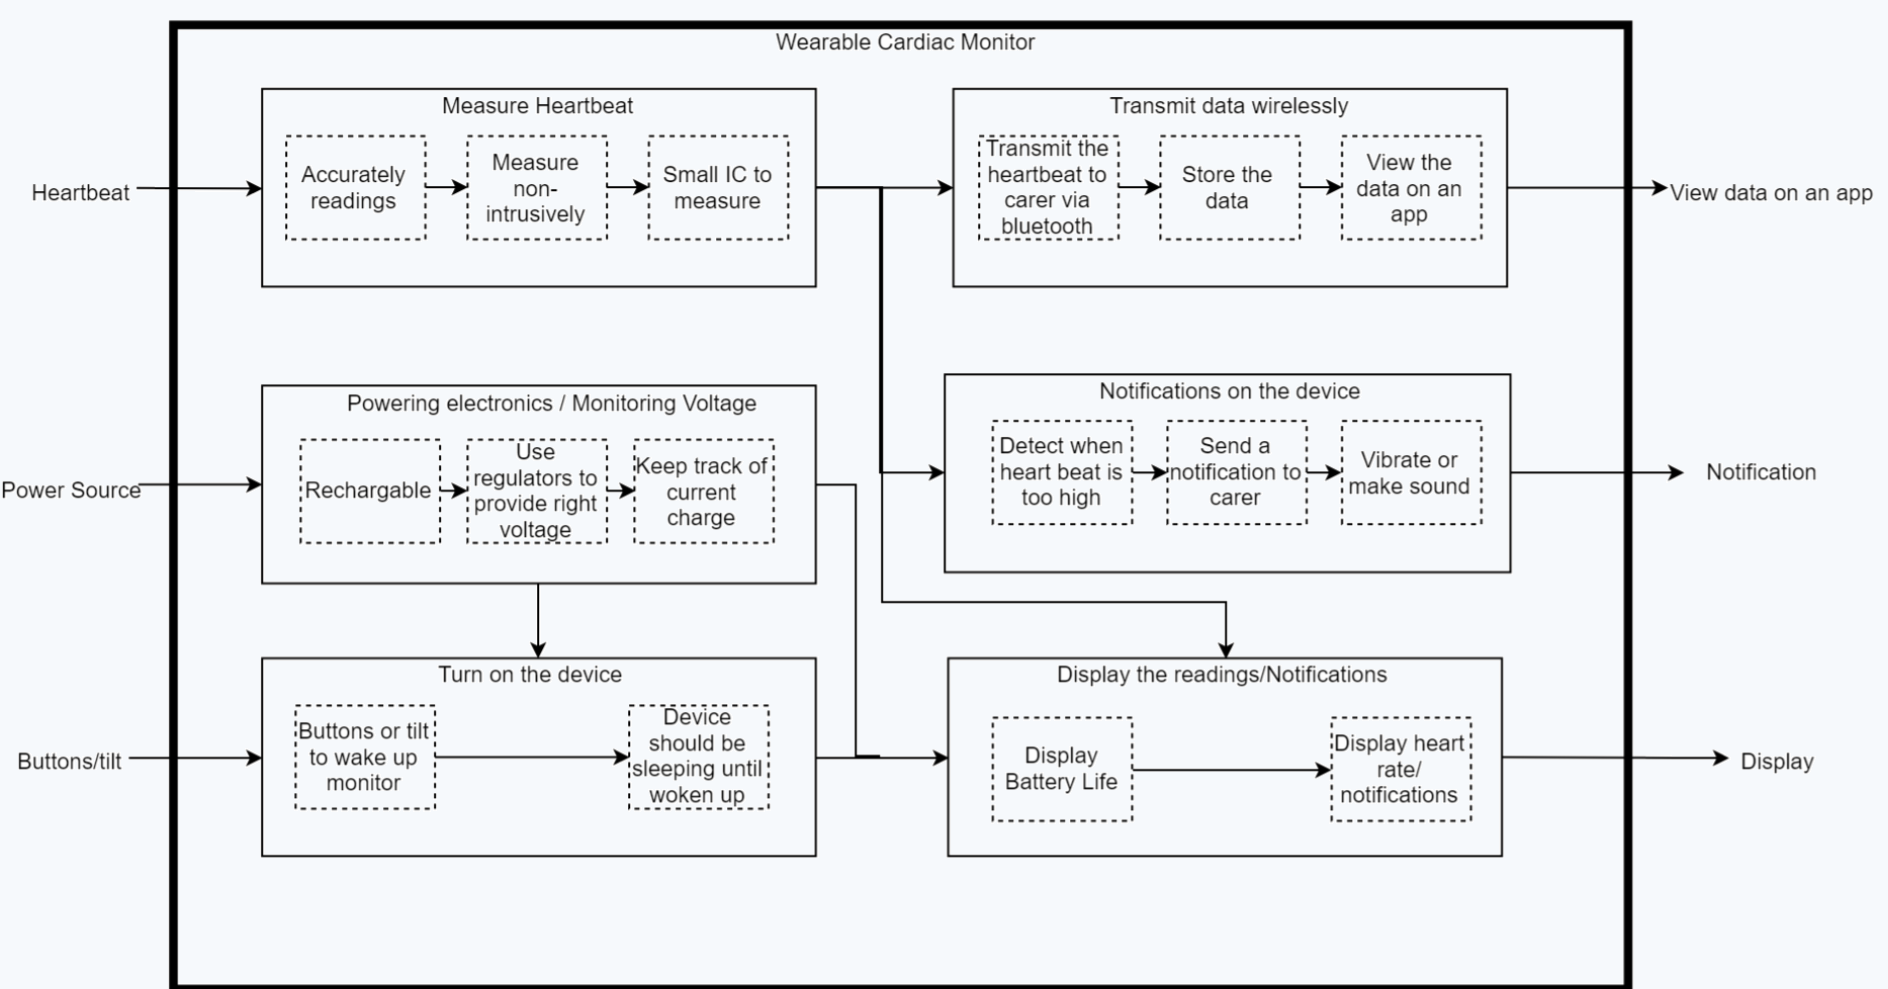 Wearable Cardiac Monitor
Measure Heartbeat
Accurately
readings
Measure
non-
intrusively
Small IC to
measure
Transmit data wirelessly
Transmit the
heartbeat to
carer via
bluetooth
Store the
data
View the
data on an
app
Heartbeat
View data on an app
Powering electronics / Monitoring Voltage
Rechargable
Use
regulators to
provide right
voltage
Keep track of
current
charge
Notifications on the device
Detect when
heart beat is
too high
Send a
notification to
carer
Vibrate or
make sound
Power Source
Notification
Turn on the device
Buttons or tilt
to wake up
monitor
Device
should be
sleeping until
woken up
Display the readings/Notifications
Display
Battery Life
Display heart
rate/
notifications
Buttons/tilt
Display